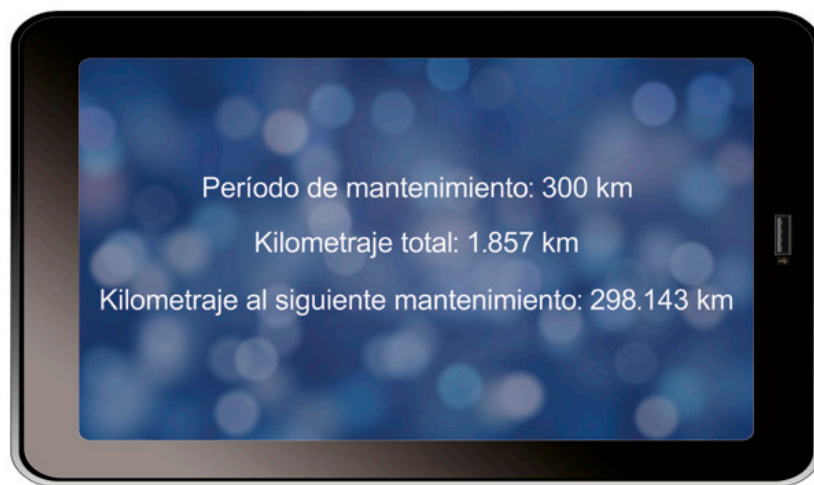 Período de mantenimiento: 300 km
Kilometraje total: 1.857 km
Kilometraje al siguiente mantenimiento: 298.143 km